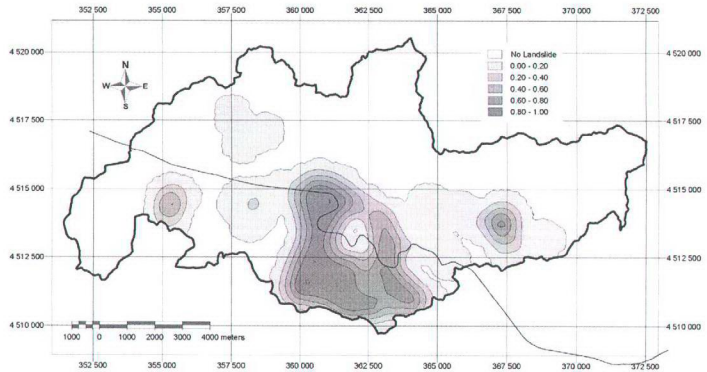 352 500 355 000 357 500 360 000 362 500 365 000 367 500 370 000 372 500
4 520 000 4 520 000
No Landslide
0.00 - 0.20
0.20 - 0.40
0.40 - 0.60
0.60 - 0.80
0.80 - 1.00
N
W E
S
4 517 500 4 517 500
4 515 000 4 515 000
4 512 500 4 512 500
4 510 000 4 510 000
1000 0 1000 2000 3000 4000 meters
352 500 355 000 357 500 360 000 362 500 365 000 367 500 370 000 372 500